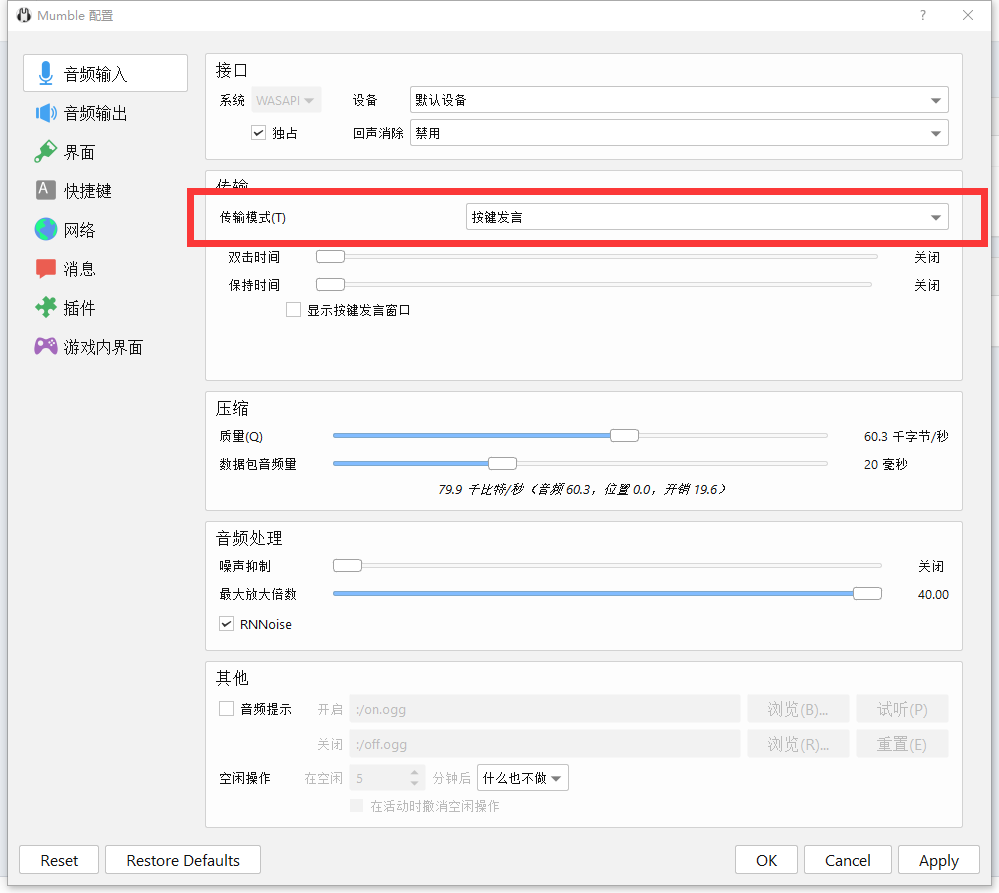 Mumble 配置
音频输入
音频输出
界面
快捷键
网络
消息
插件
游戏内界面
接口
系统 WASAPI 设备 默认设备
独占 回声消除 禁用
传输
传输模式(T) 按键发言
双击时间 关闭
保持时间 关闭
显示按键发言窗口
压缩
质量(Q) 60.3 千字节/秒
数据包音频量 20 毫秒
79.9 千比特/秒（音频 60.3，位置 0.0，开销 19.6）
音频处理
噪声抑制 关闭
最大放大倍数 40.00
RNNoise
其他
音频提示 开启 :/on.ogg 浏览(B)... 试听(P)
关闭 :/off.ogg 浏览(R)... 重置(E)
空闲操作 在空闲 5 分钟后 什么也不做
在活动时撤消空闲操作
Reset Restore Defaults OK Cancel Apply